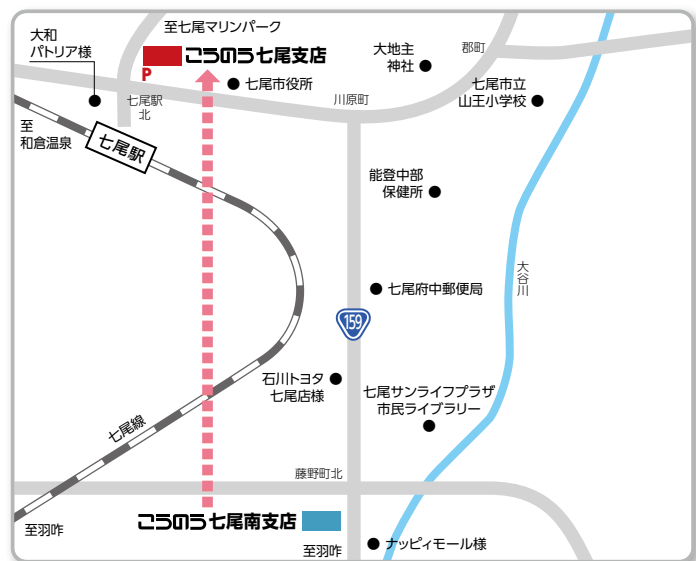 至七尾マリンパーク
大和
パトリア様
こうのう七尾支店
P
七尾市役所
大地主
神社
郡町
七尾市立
山王小学校
七尾駅
北
川原町
至
和倉温泉
七尾駅
能登中部
保健所
大谷川
七尾府中郵便局
159
石川トヨタ
七尾店様
七尾サンライフプラザ
市民ライブラリー
七尾線
藤野町北
こうのう七尾南支店
至羽咋
至羽咋
ナッピィモール様